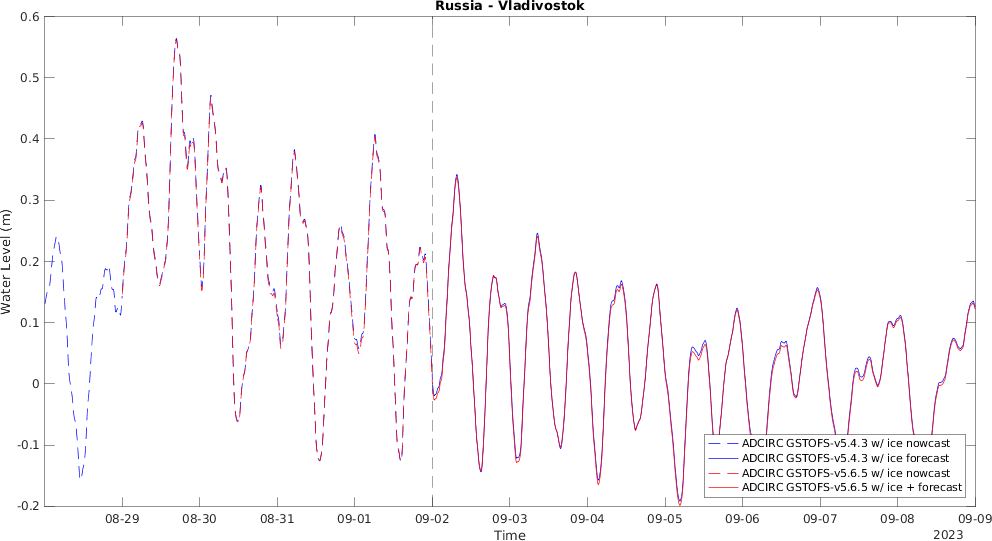 Russia - Vladivostok
0.6
0.5
0.4
0.3
0.2
0.1
0
-0.1
-0.2
Water Level (m)
ADCIRC GSTOFS-v5.4.3 w/ ice nowcast
ADCIRC GSTOFS-v5.4.3 w/ ice forecast
ADCIRC GSTOFS-v5.6.5 w/ ice nowcast
ADCIRC GSTOFS-v5.6.5 w/ ice + forecast
08-29 08-30 08-31 09-01 09-02 09-03 09-04 09-05 09-06 09-07 09-08 09-09
Time
2023